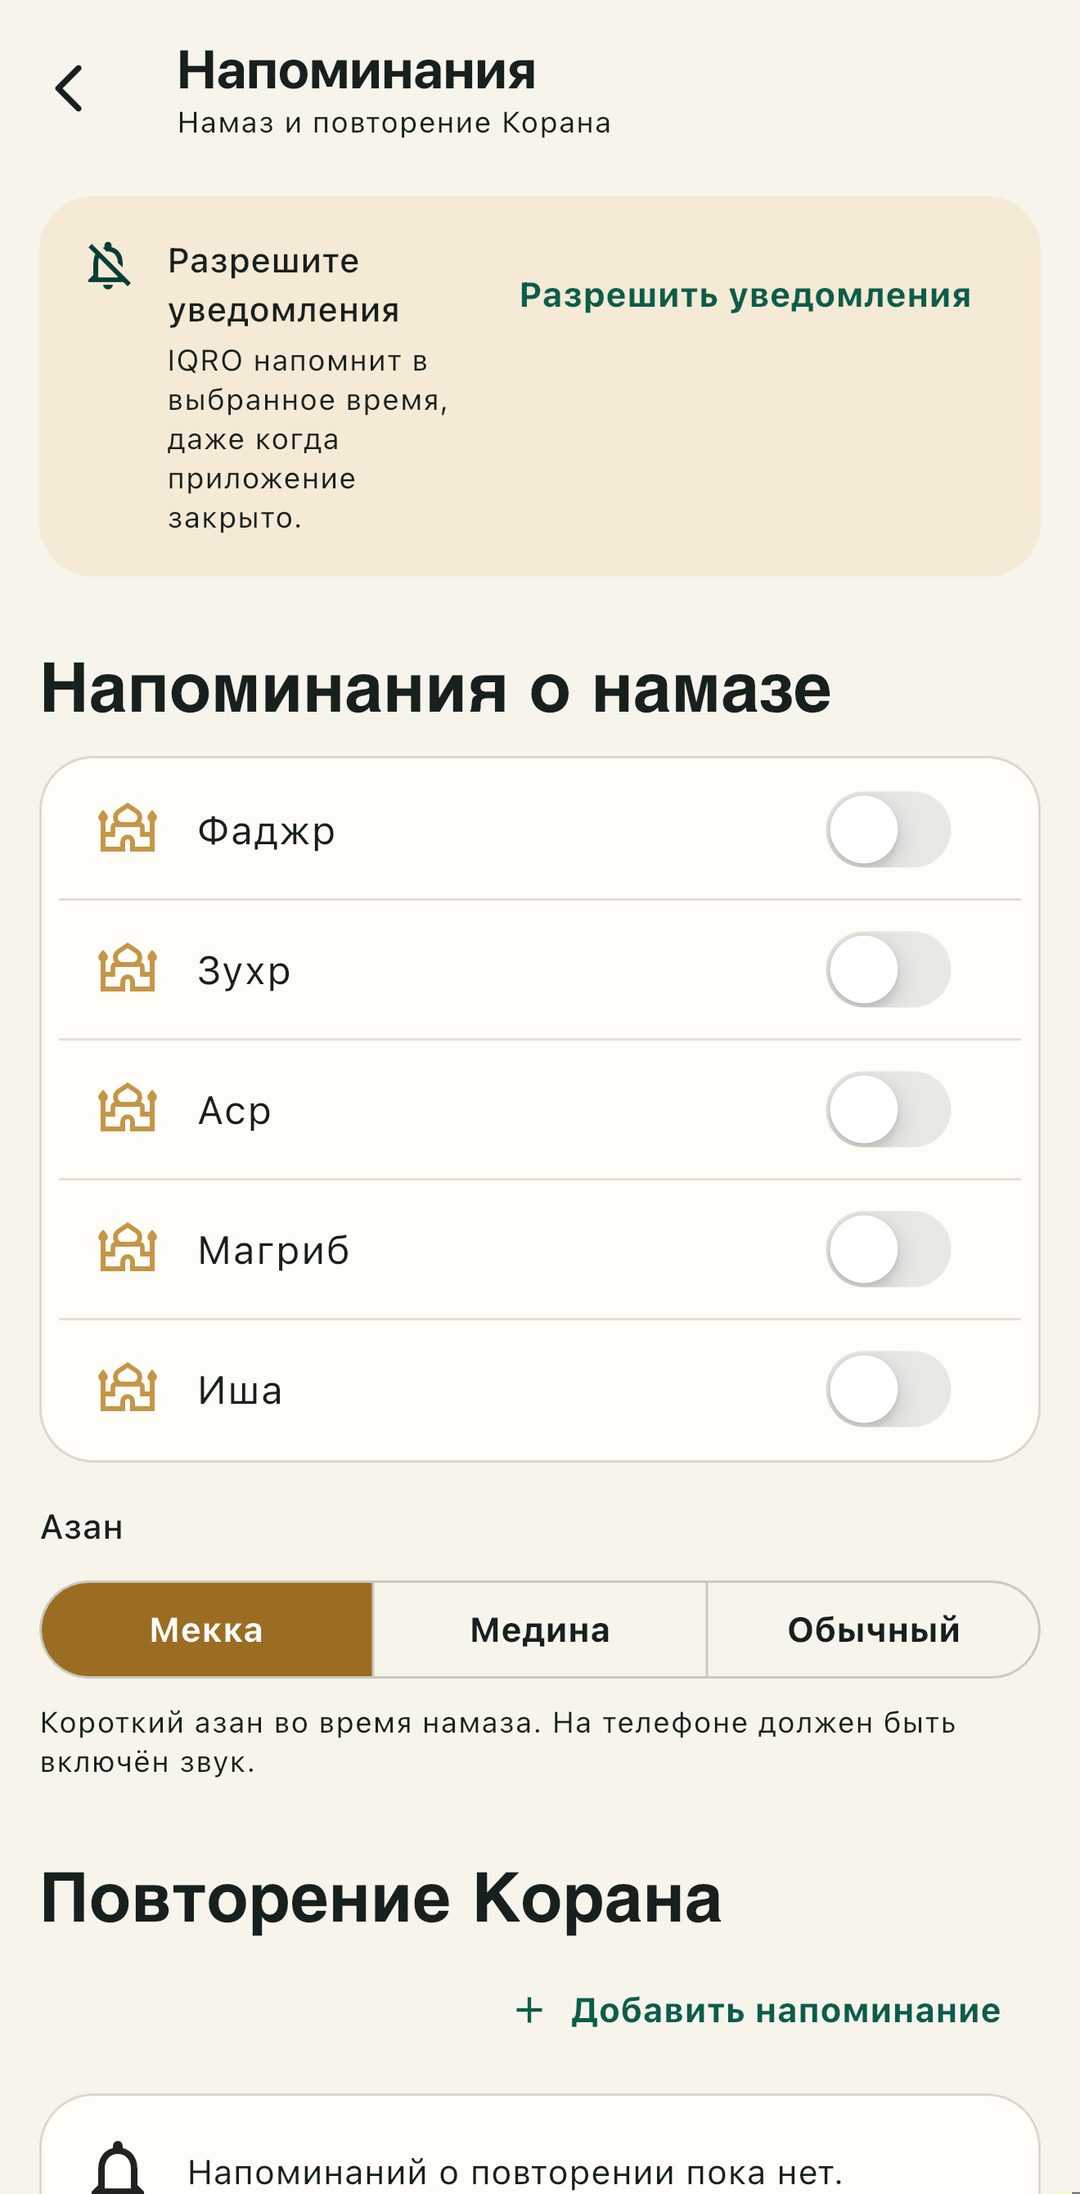 Напоминания
Намаз и повторение Корана
Разрешите
уведомления
IQRO напомнит в
выбранное время,
даже когда
приложение
закрыто.
Разрешить уведомления
Напоминания о намазе
Фаджр
Зухр
Аср
Магриб
Иша
Азан
Мекка
Медина
Обычный
Короткий азан во время намаза. На телефоне должен быть
включён звук.
Повторение Корана
+ Добавить напоминание
Напоминаний о повторении пока нет.